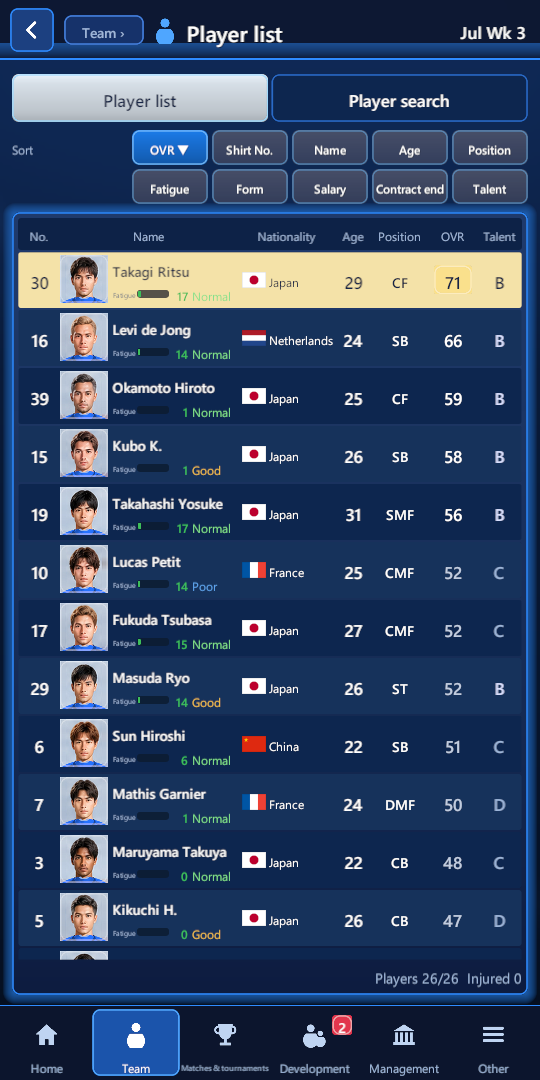 Team ›
Player list
Jul Wk 3
Player list
Player search
Sort
OVR ▼
Shirt No.
Name
Age
Position
Fatigue
Form
Salary
Contract end
Talent
No. Name Nationality Age Position OVR Talent
30 Takagi Ritsu Japan 29 CF 71 B
Fatigue 17 Normal
16 Levi de Jong Netherlands 24 SB 66 B
Fatigue 14 Normal
39 Okamoto Hiroto Japan 25 CF 59 B
Fatigue 1 Normal
15 Kubo K. Japan 26 SB 58 B
Fatigue 1 Good
19 Takahashi Yosuke Japan 31 SMF 56 B
Fatigue 17 Normal
10 Lucas Petit France 25 CMF 52 C
Fatigue 14 Poor
17 Fukuda Tsubasa Japan 27 CMF 52 C
Fatigue 15 Normal
29 Masuda Ryo Japan 26 ST 52 B
Fatigue 14 Good
6 Sun Hiroshi China 22 SB 51 C
Fatigue 6 Normal
7 Mathis Garnier France 24 DMF 50 D
Fatigue 1 Normal
3 Maruyama Takuya Japan 22 CB 48 C
Fatigue 0 Normal
5 Kikuchi H. Japan 26 CB 47 D
Fatigue 0 Good
Players 26/26 Injured 0
2
Home
Team
Matches & tournaments
Development
Management
Other